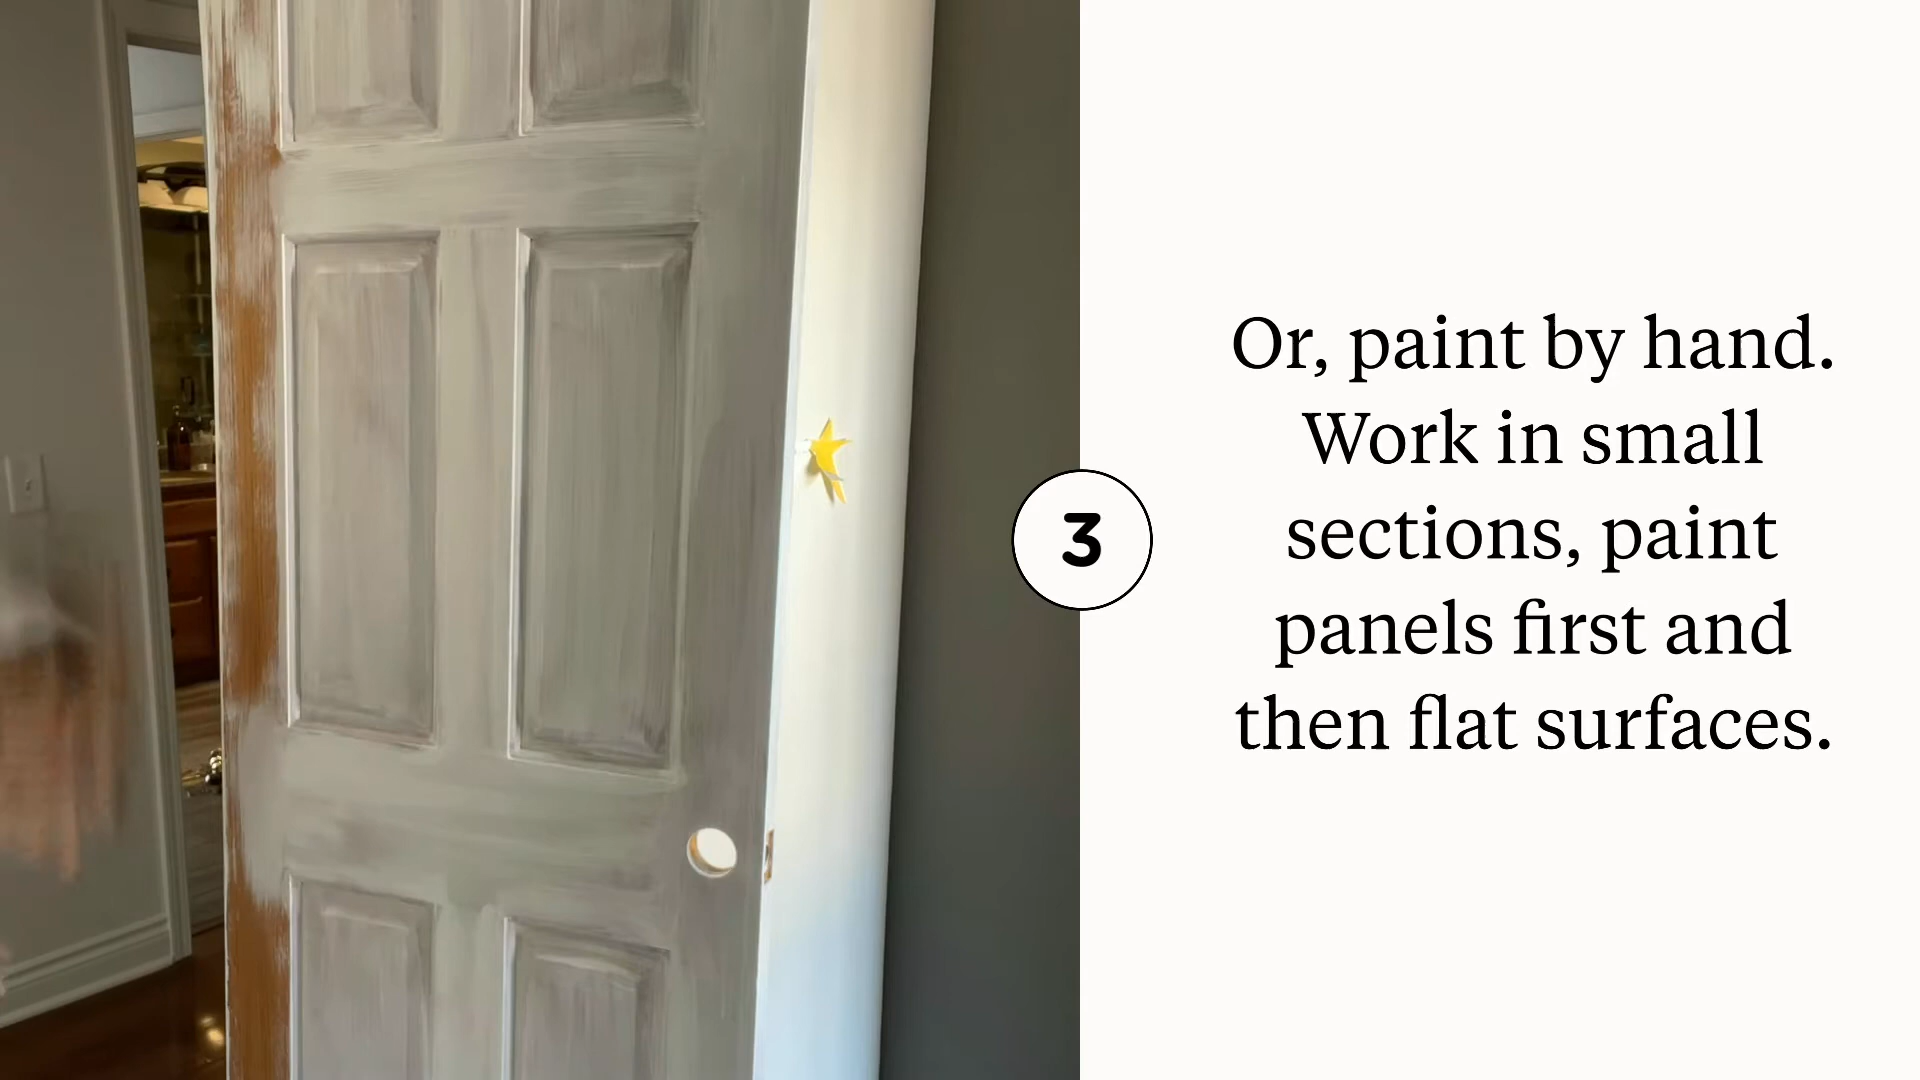 3
Or, paint by hand.
Work in small
sections, paint
panels first and
then flat surfaces.